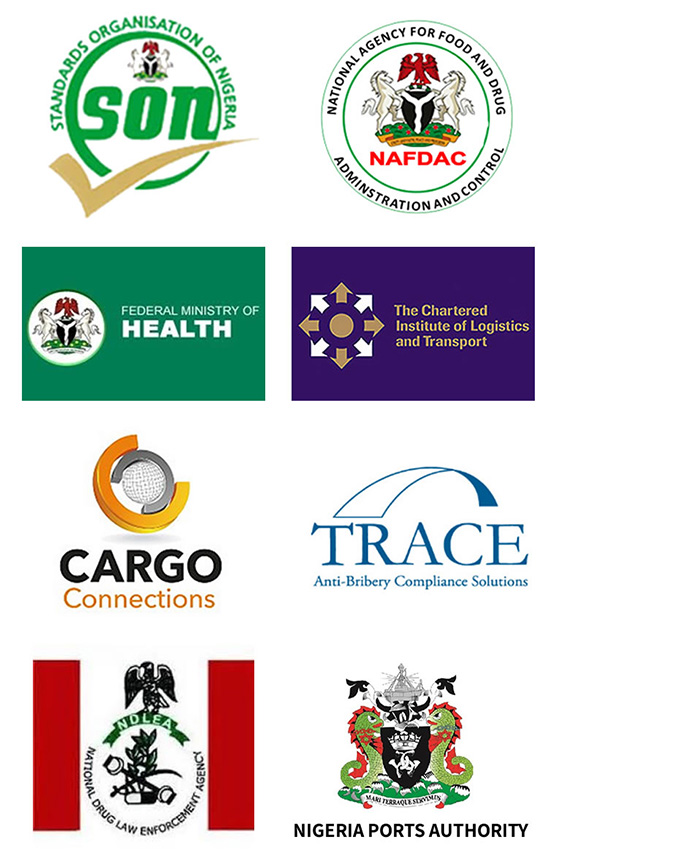 STANDARDS ORGANISATION OF NIGERIA
son
NATIONAL AGENCY FOR FOOD AND DRUG
NAFDAC
ADMINSTRATION AND CONTROL
FEDERAL MINISTRY OF
HEALTH
The Chartered
Institute of Logistics
and Transport
CARGO
Connections
TRACE
Anti-Bribery Compliance Solutions
NDLEA
NATIONAL DRUG LAW ENFORCEMENT AGENCY
MARI TERRAQUE SERVIMUS
NIGERIA PORTS AUTHORITY